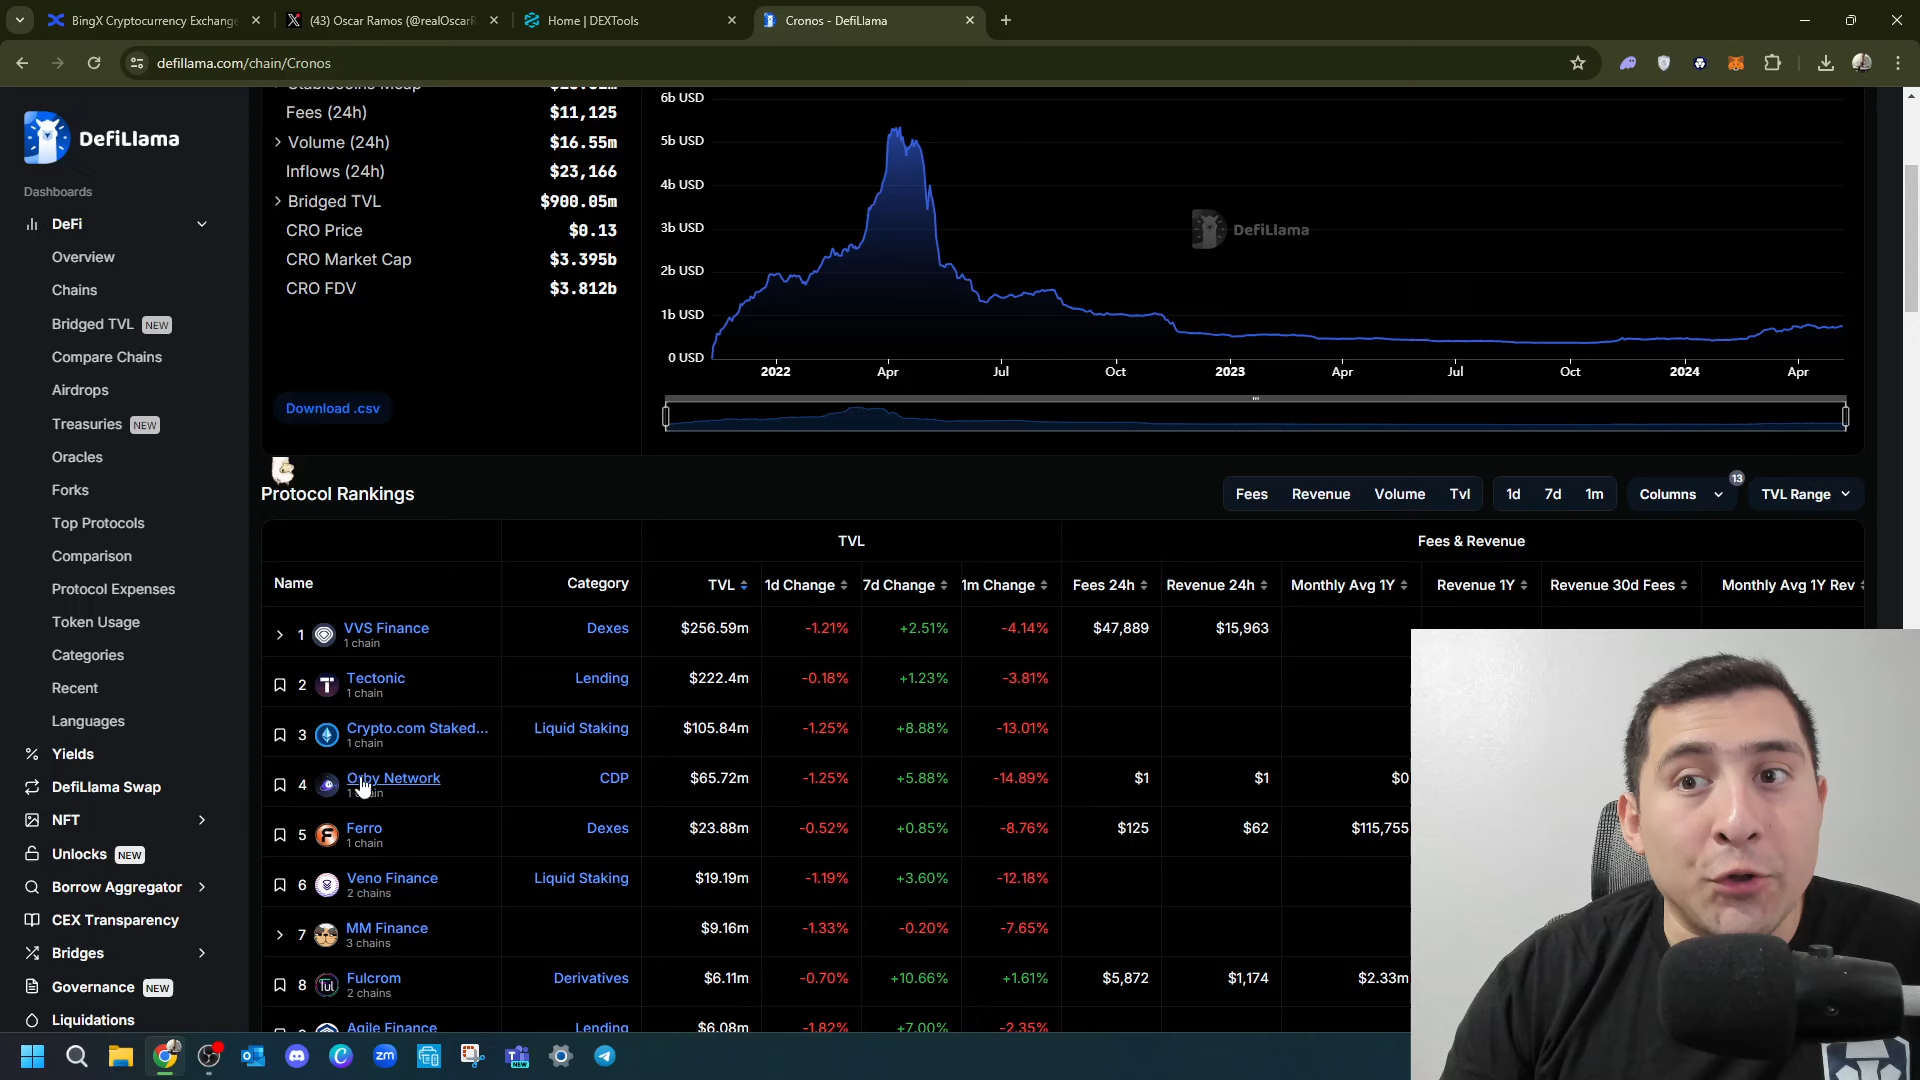 BingX Cryptocurrency Exchange
(43) Oscar Ramos (@realOscarR
Home | DEXTools
Cronos - DefiLlama
defillama.com/chain/Cronos
DefiLlama
Dashboards
DeFi
Overview
Chains
Bridged TVL NEW
Compare Chains
Airdrops
Treasuries NEW
Oracles
Forks
Top Protocols
Comparison
Protocol Expenses
Token Usage
Categories
Recent
Languages
Yields
DefiLlama Swap
NFT
Unlocks NEW
Borrow Aggregator
CEX Transparency
Bridges
Governance NEW
Liquidations
Fees (24h) $11,125
Volume (24h) $16.55m
Inflows (24h) $23,166
Bridged TVL $900.05m
CRO Price $0.13
CRO Market Cap $3.395b
CRO FDV $3.812b
Download .csv
6b USD
5b USD
4b USD
3b USD
2b USD
1b USD
0 USD
DefiLlama
2022 Apr Jul Oct 2023 Apr Jul Oct 2024 Apr
Protocol Rankings
Fees Revenue Volume Tvl 1d 7d 1m Columns 13 TVL Range
TVL Fees & Revenue
Name Category TVL 1d Change 7d Change 1m Change Fees 24h Revenue 24h Monthly Avg 1Y Revenue 1Y Revenue 30d Fees Monthly Avg 1Y Rev
1 VVS Finance Dexes $256.59m -1.21% +2.51% -4.14% $47,889 $15,963
1 chain
2 Tectonic Lending $222.4m -0.18% +1.23% -3.81%
1 chain
3 Crypto.com Staked... Liquid Staking $105.84m -1.25% +8.88% -13.01%
1 chain
4 Orby Network CDP $65.72m -1.25% +5.88% -14.89% $1 $1 $0
1 chain
5 Ferro Dexes $23.88m -0.52% +0.85% -8.76% $125 $62 $115,755
1 chain
6 Veno Finance Liquid Staking $19.19m -1.19% +3.60% -12.18%
2 chains
7 MM Finance $9.16m -1.33% -0.20% -7.65%
3 chains
8 Fulcrom Derivatives $6.11m -0.70% +10.66% +1.61% $5,872 $1,174 $2.33m
2 chains
Agile Finance Lending $6.08m -1.82% +7.00% -2.35%